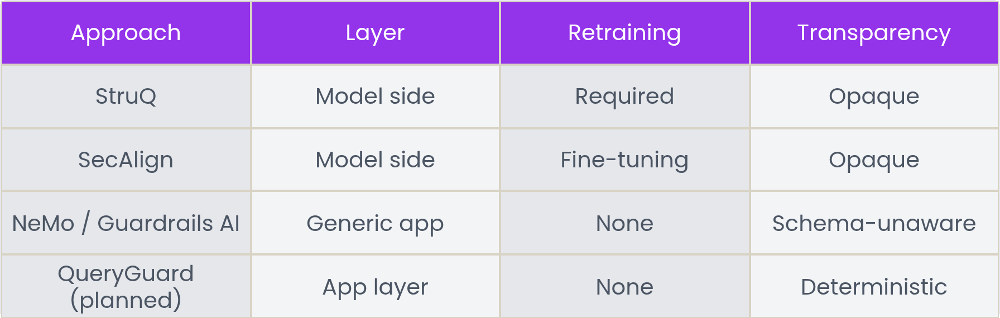 Approach Layer Retraining Transparency
StruQ Model side Required Opaque
SecAlign Model side Fine-tuning Opaque
NeMo / Guardrails AI Generic app None Schema-unaware
QueryGuard
(planned) App layer None Deterministic